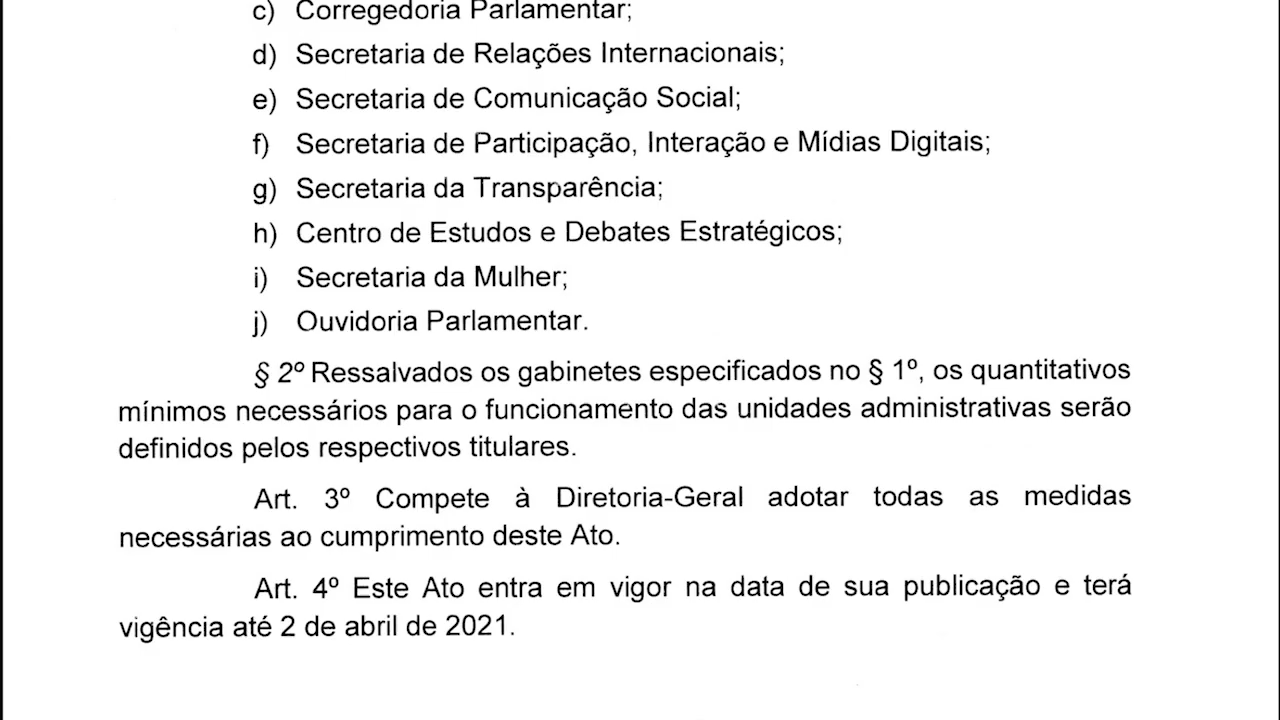 c) Corregedoria Parlamentar;
d) Secretaria de Relações Internacionais;
e) Secretaria de Comunicação Social;
f) Secretaria de Participação, Interação e Mídias Digitais;
g) Secretaria da Transparência;
h) Centro de Estudos e Debates Estratégicos;
i) Secretaria da Mulher;
j) Ouvidoria Parlamentar.
§ 2º Ressalvados os gabinetes especificados no § 1º, os quantitativos
mínimos necessários para o funcionamento das unidades administrativas serão
definidos pelos respectivos titulares.
Art. 3º Compete à Diretoria-Geral adotar todas as medidas
necessárias ao cumprimento deste Ato.
Art. 4º Este Ato entra em vigor na data de sua publicação e terá
vigência até 2 de abril de 2021.